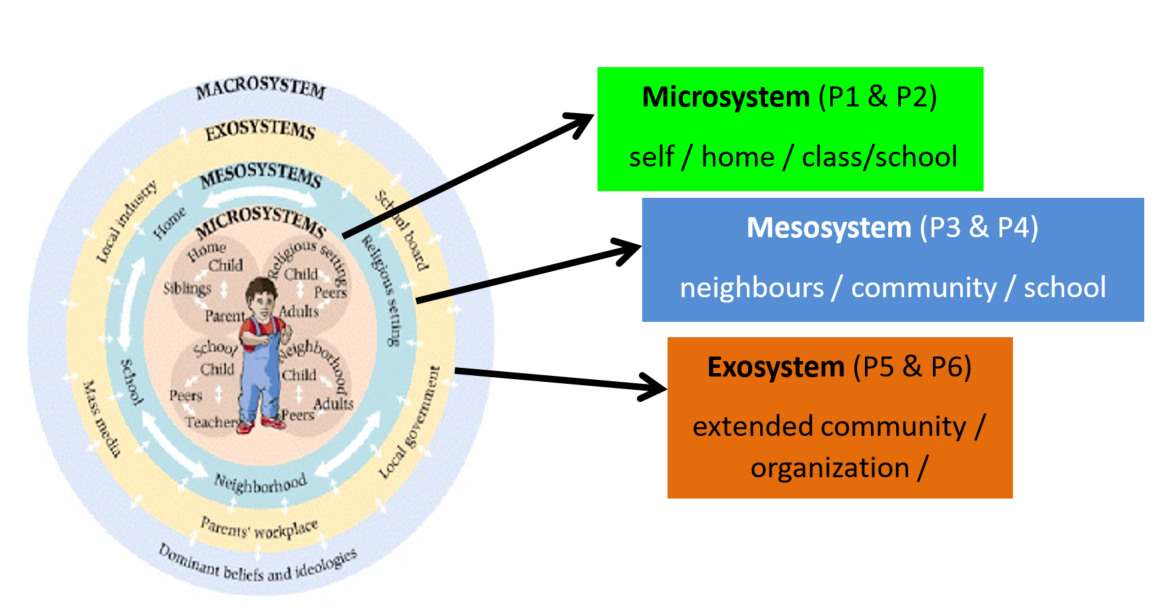 MACROSYSTEM
EXOSYSTEMS
MESOSYSTEMS
MICROSYSTEMS
Local industry
Home
School board
Religious setting
Home
Child
Siblings
Parent
Religious setting
Child
Peers
Adults
School
Child
Peers
Teachers
Neighborhood
Child
Adults
Peers
School
Mass media
Local government
Neighborhood
Parents' workplace
Dominant beliefs and ideologies
Microsystem (P1 & P2)
self / home / class/school
Mesosystem (P3 & P4)
neighbours / community / school
Exosystem (P5 & P6)
extended community /
organization /